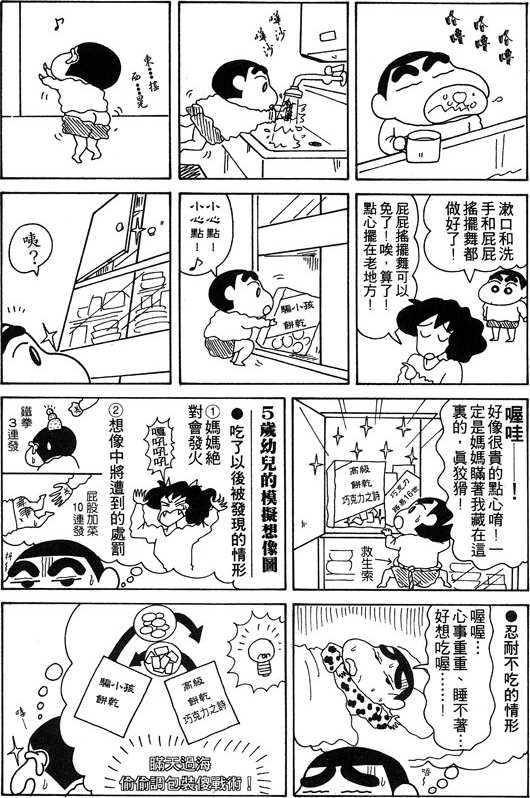 咯嚕
咯嚕
咯嚕
嘩沙
嘩沙
東……搖
西……晃
漱口和洗
手和屁屁
搖擺舞都
做好了！
屁屁搖擺舞可以
免了！唉，算了！
點心擺在老地方！
小心點！
小心點！
騙小孩
餅乾
咦？
喔哇——！
好像很貴的點心唷！一
定是媽媽瞞著我藏在這
裏的，真狡猾！
高級
餅乾
巧克力之詩
巧克力
救生索
5歲幼兒的模擬想像圖
●吃了以後被發現的情形
①媽媽絕
對會發火
嘎吼吼吼
②想像中將遭到的處罰
鐵拳
3連發
屁股加菜
10連發
●忍耐不吃的情形
喔喔…
心事重重、睡不著…
好想吃喔……！
騙小孩
餅乾
高級
餅乾
巧克力之詩
瞞天過海
偷偷調包裝傻戰術！